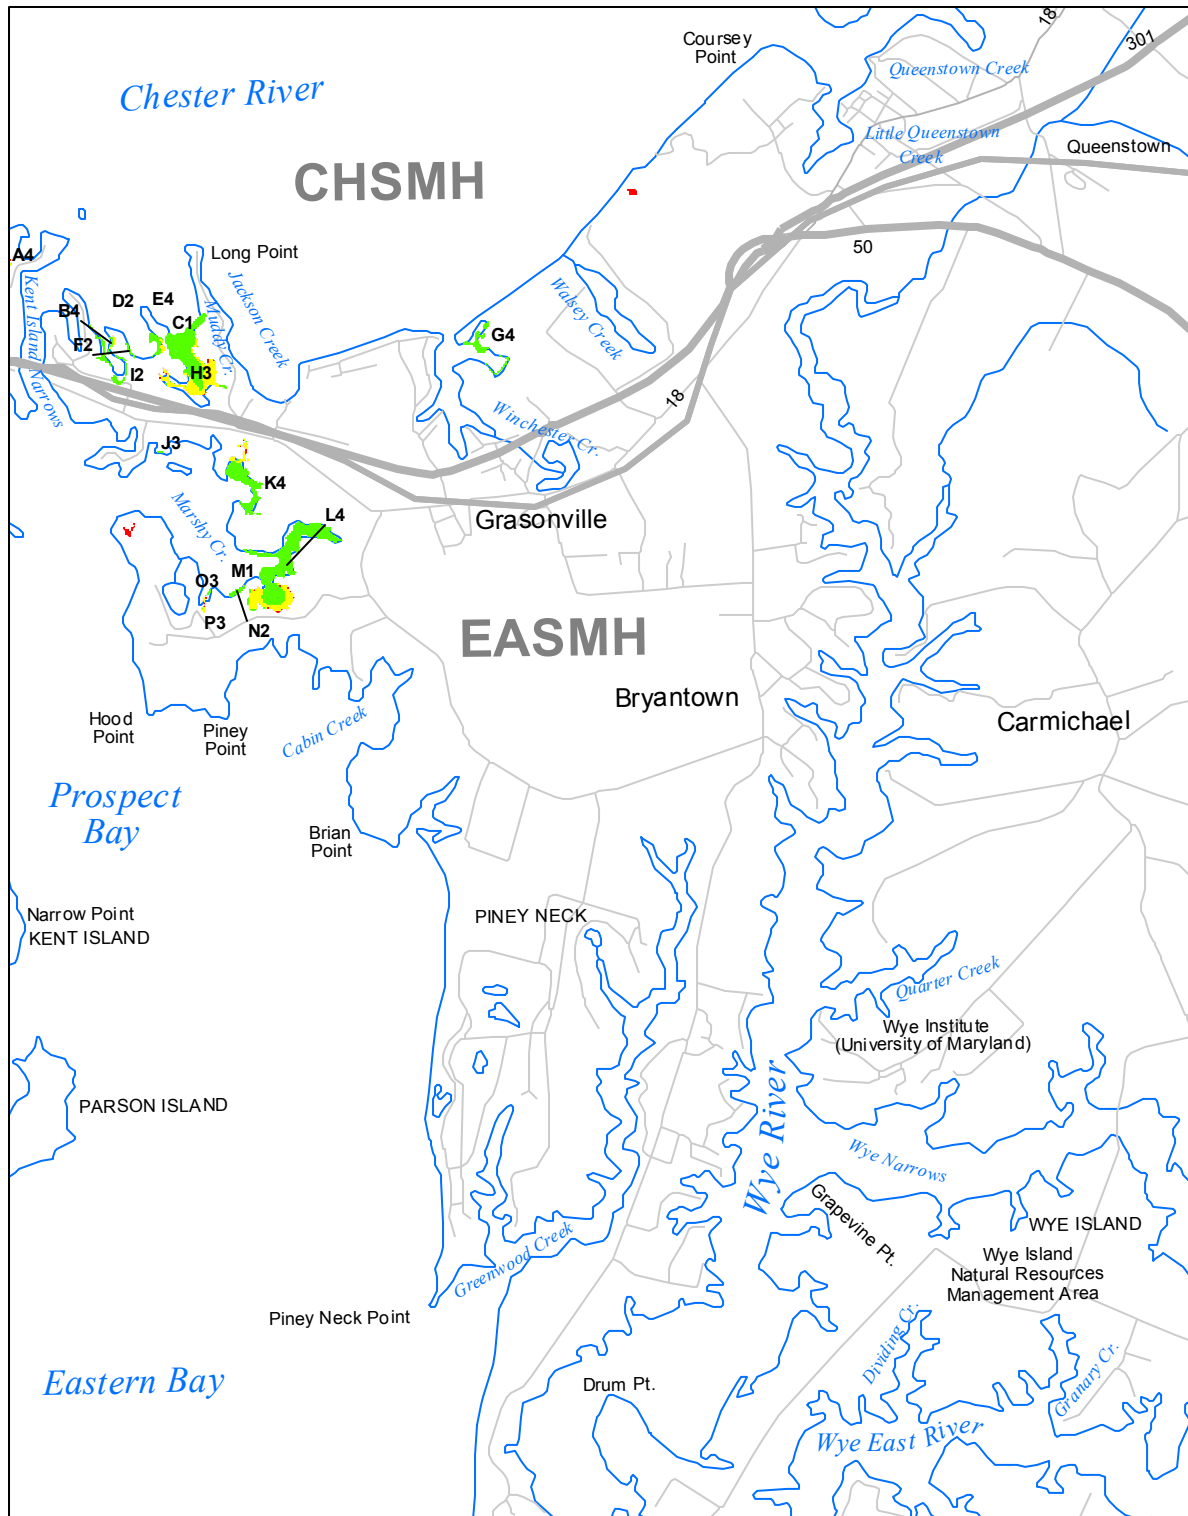 Coursey
Point
18
301
Queenstown Creek
Chester River
Little Queenstown
Creek
Queenstown
CHSMH
50
Long Point
A4
Kent Island Narrows
Jackson Creek
Muddy Cr.
Walsey Creek
B4
D2
E4
C1
F2
I2
H3
G4
18
Winchester Cr.
J3
K4
Marshy Cr.
L4
Grasonville
O3
M1
P3
N2
EASMH
Bryantown
Carmichael
Hood
Point
Piney
Point
Cabin Creek
Prospect
Bay
Brian
Point
Narrow Point
KENT ISLAND
PINEY NECK
Quarter Creek
Wye Institute
(University of Maryland)
PARSON ISLAND
Wye River
Wye Narrows
Grapevine Pt.
WYE ISLAND
Greenwood Creek
Wye Island
Natural Resources
Management Area
Piney Neck Point
Eastern Bay
Drum Pt.
Dividing Cr.
Granary Cr.
Wye East River